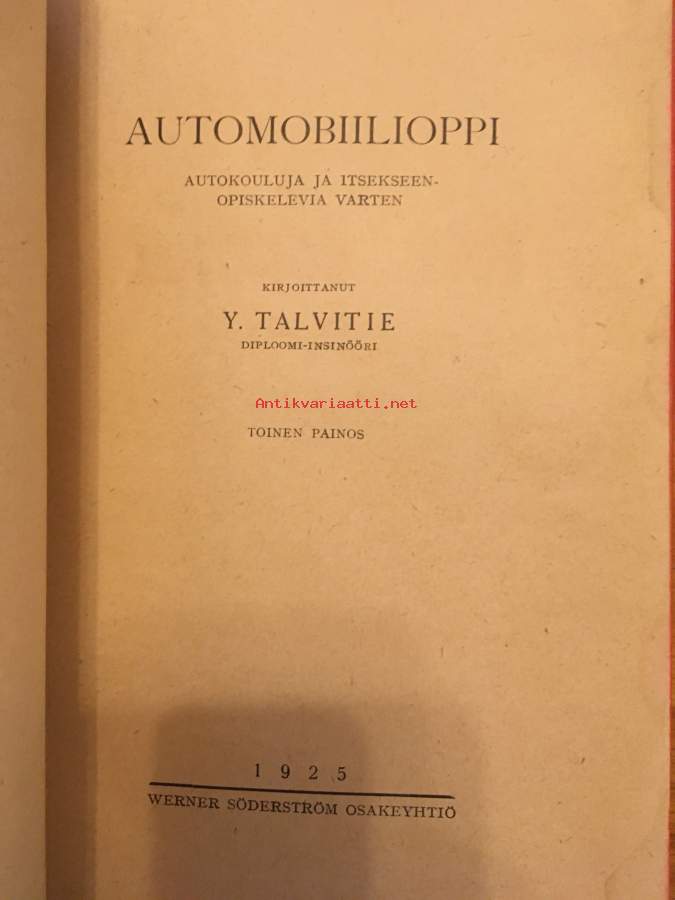 AUTOMOBIILIOPPI
AUTOKOULUJA JA ITSEKSEEN-
OPISKELEVIA VARTEN
KIRJOITTANUT
Y. TALVITIE
DIPLOOMI-INSINÖÖRI
Antikvariaatti.net
TOINEN PAINOS
1925
WERNER SÖDERSTRÖM OSAKEYHTIÖ